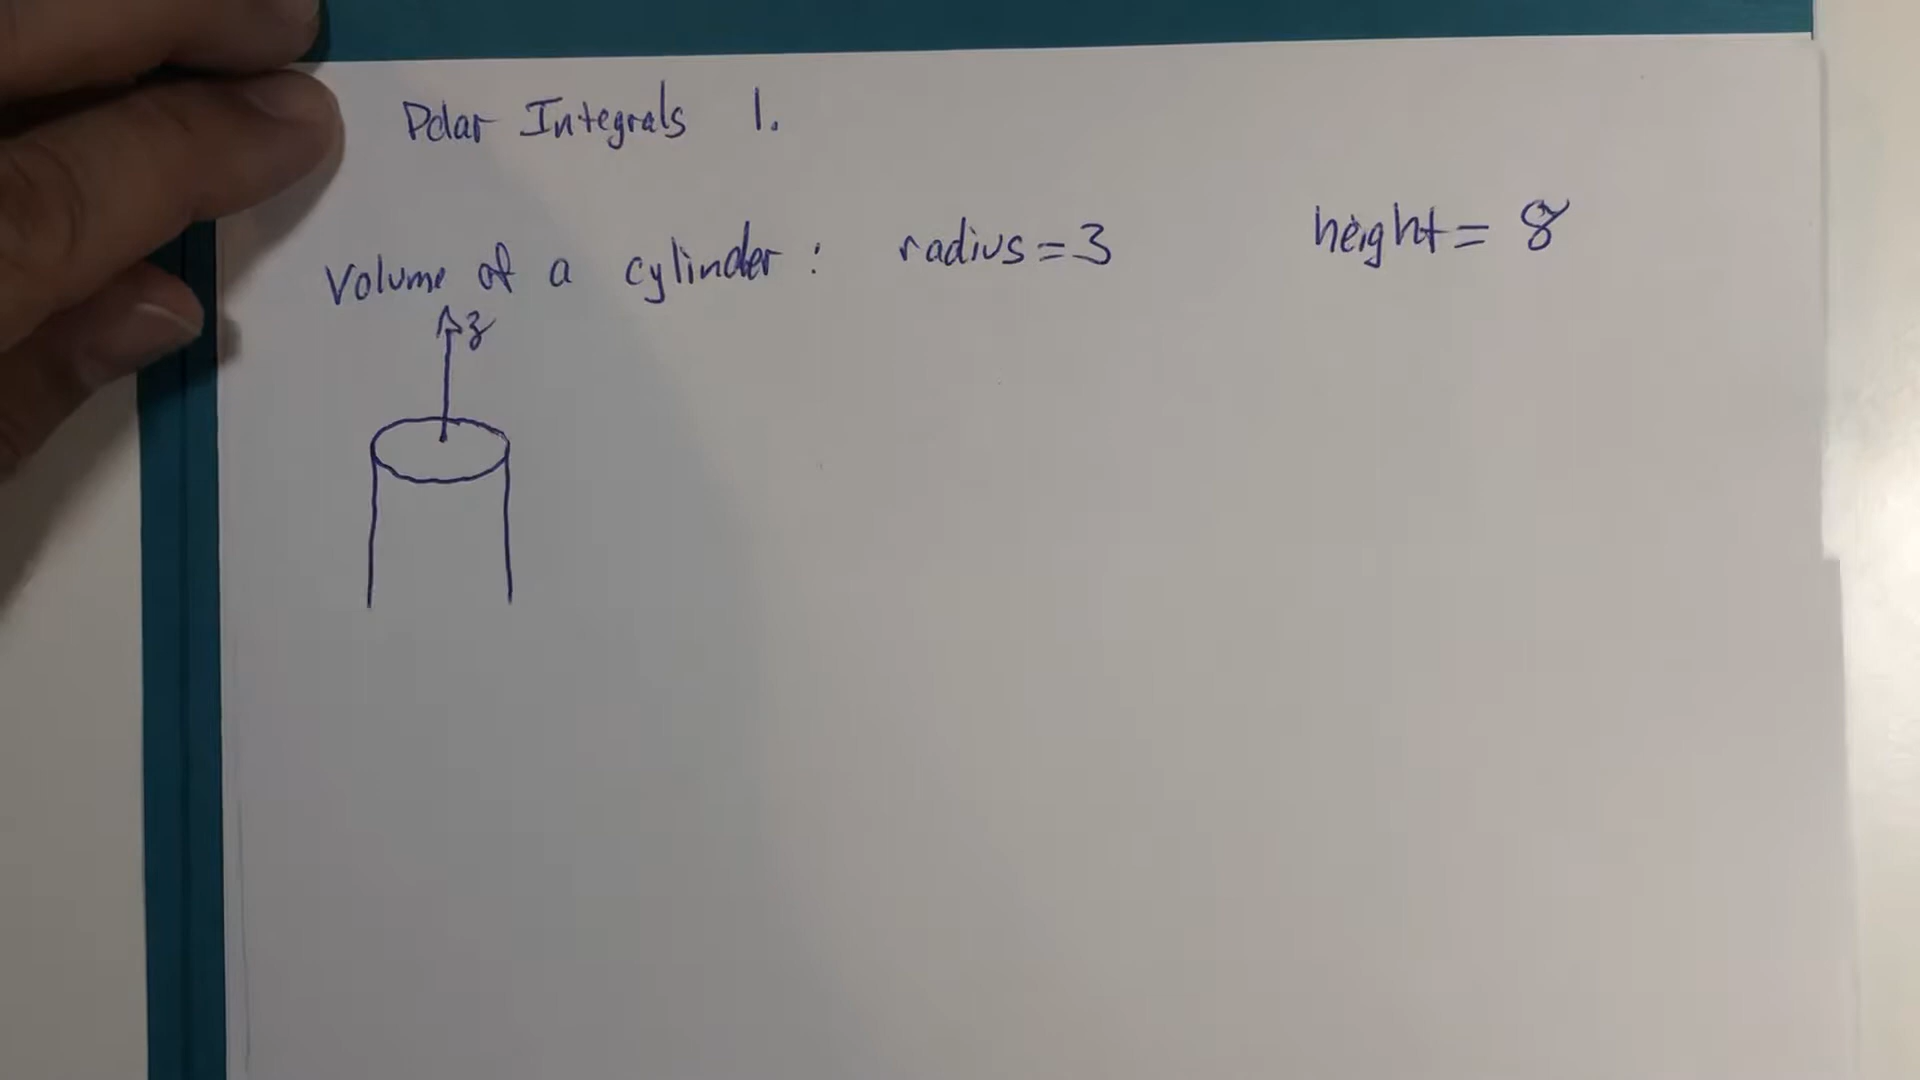 Polar Integrals 1.
Volume of a cylinder: radius=3 height=8
z